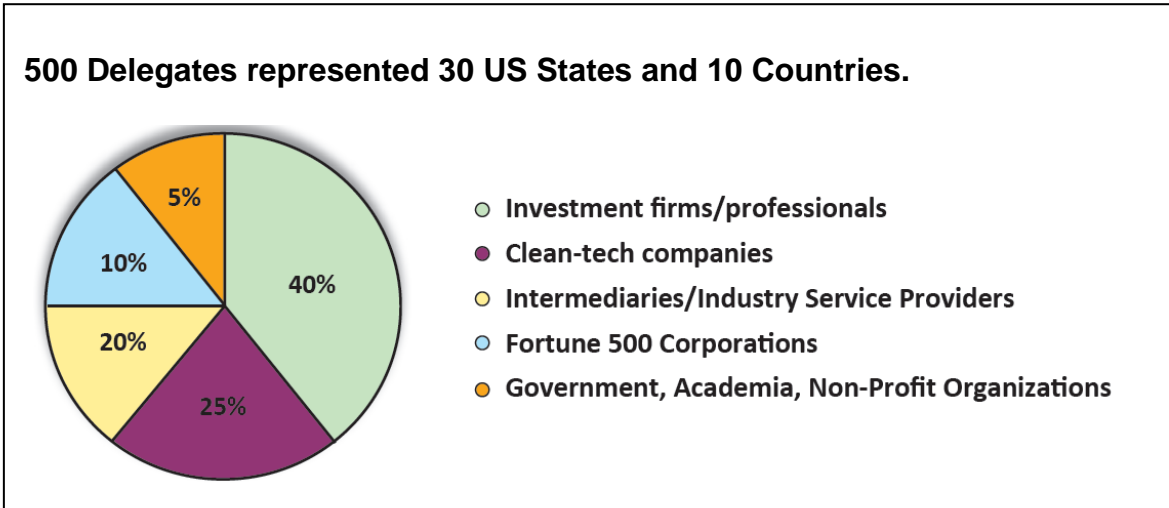 500 Delegates represented 30 US States and 10 Countries.
5%
10%
40%
20%
25%
Investment firms/professionals
Clean-tech companies
Intermediaries/Industry Service Providers
Fortune 500 Corporations
Government, Academia, Non-Profit Organizations